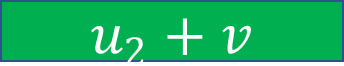 u₂ + v